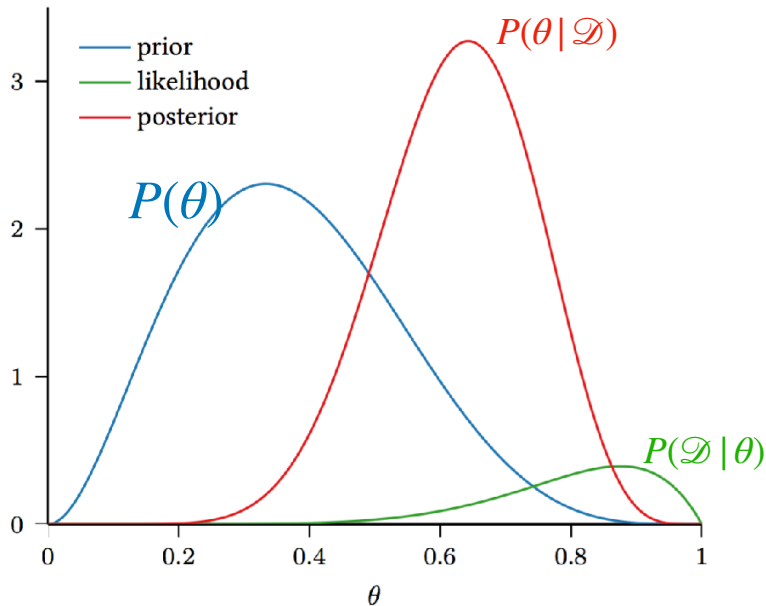 P(θ|𝒟)
prior
likelihood
posterior
P(θ)
P(𝒟|θ)
3
2
1
0
0 0.2 0.4 0.6 0.8 1
θ